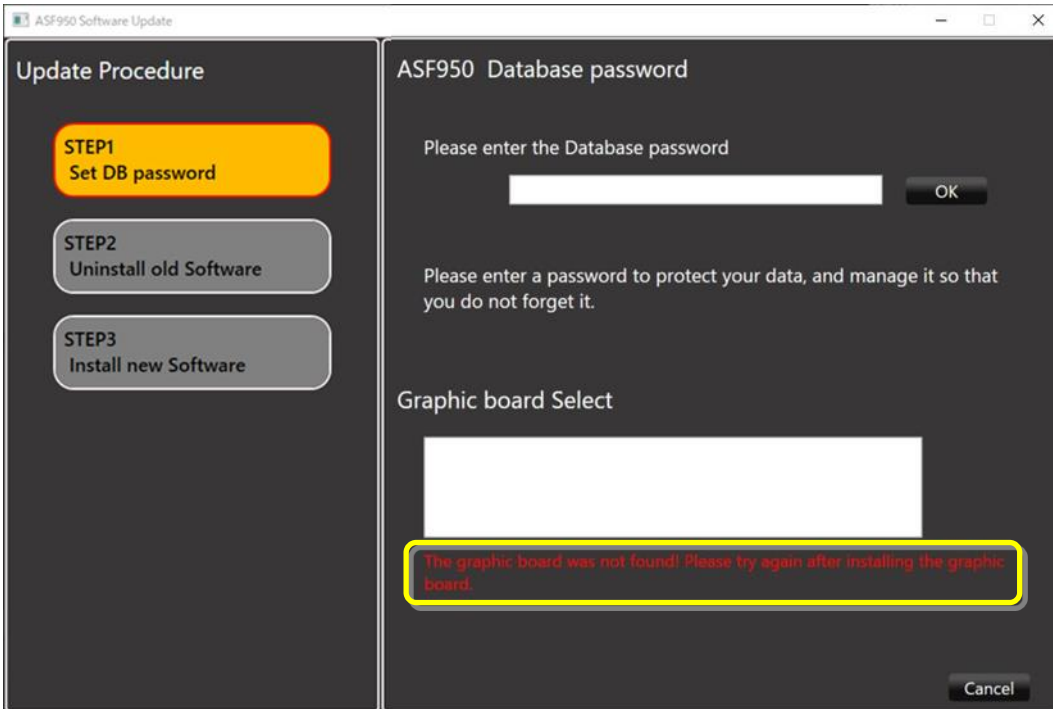 ASF950 Software Update
Update Procedure
STEP1
Set DB password
STEP2
Uninstall old Software
STEP3
Install new Software
ASF950 Database password
Please enter the Database password
OK
Please enter a password to protect your data, and manage it so that
you do not forget it.
Graphic board Select
The graphic board was not found! Please try again after installing the graphic
board.
Cancel